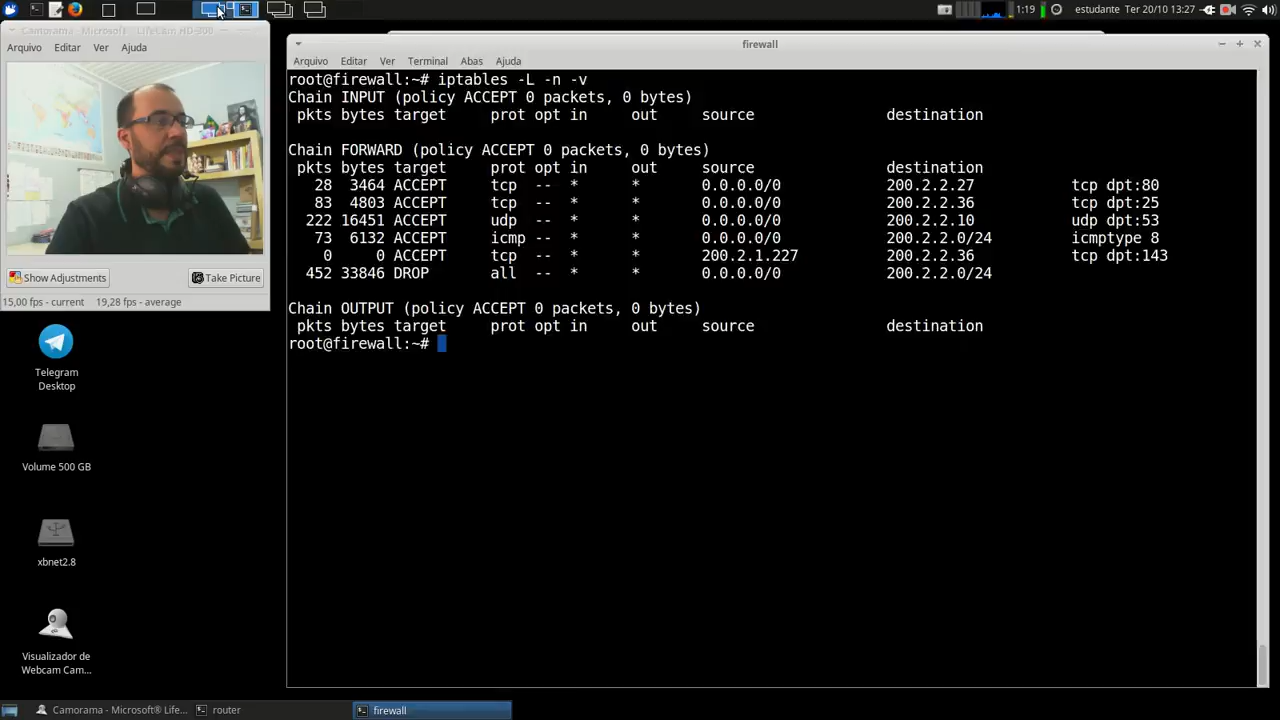 1:19 estudante Ter 20/10 13:27
Camorama - Microsoft® LifeCam HD-300
Arquivo Editar Ver Ajuda
Show Adjustments Take Picture
15,00 fps - current 19,28 fps - average
Telegram
Desktop
Volume 500 GB
xbnet2.8
Visualizador de
Webcam Cam...
firewall
Arquivo Editar Ver Terminal Abas Ajuda
root@firewall:~# iptables -L -n -v
Chain INPUT (policy ACCEPT 0 packets, 0 bytes)
pkts bytes target prot opt in out source destination
Chain FORWARD (policy ACCEPT 0 packets, 0 bytes)
pkts bytes target prot opt in out source destination
28 3464 ACCEPT tcp -- * * 0.0.0.0/0 200.2.2.27 tcp dpt:80
83 4803 ACCEPT tcp -- * * 0.0.0.0/0 200.2.2.36 tcp dpt:25
222 16451 ACCEPT udp -- * * 0.0.0.0/0 200.2.2.10 udp dpt:53
73 6132 ACCEPT icmp -- * * 0.0.0.0/0 200.2.2.0/24 icmptype 8
0 0 ACCEPT tcp -- * * 200.2.1.227 200.2.2.36 tcp dpt:143
452 33846 DROP all -- * * 0.0.0.0/0 200.2.2.0/24
Chain OUTPUT (policy ACCEPT 0 packets, 0 bytes)
pkts bytes target prot opt in out source destination
root@firewall:~#
Camorama - Microsoft® Life... router firewall